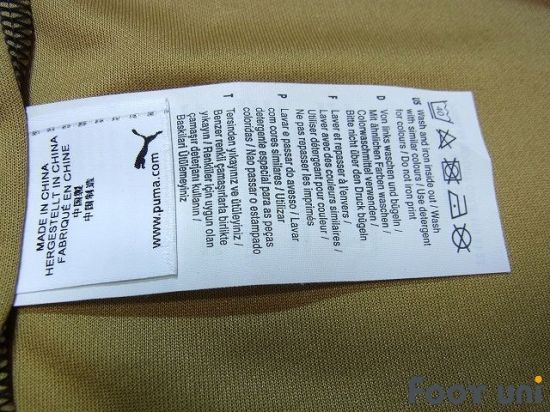 40
US Wash and iron inside out / Wash
with similar colours / Use detergent
for colours / Do not iron print
D Von links waschen und bügeln /
Mit ähnlichen Farben waschen /
Colorwaschmittel verwenden /
Bitte nicht über den Druck bügeln
F Laver et repasser à l'envers /
Laver avec des couleurs similaires /
Utiliser détergent pour couleur /
Ne pas repasser les imprimés
P Lavar e passar do avesso / Lavar
com cores similares / Utilizar
detergente especial para as peças
coloridas / Nao passar o estampado
T Tersinden yıkayınız ve ütüleyiniz /
Benzer renkli çamaşırlarla birlikte
yıkayın / Renkliler için uygun olan
çamaşır deterjanı kullanın /
Baskıları ütülemeyiniz
www.puma.com
MADE IN CHINA
HERGESTELLT IN CHINA
FABRIQUÉ EN CHINE
中国製
中国制造
Foot uni